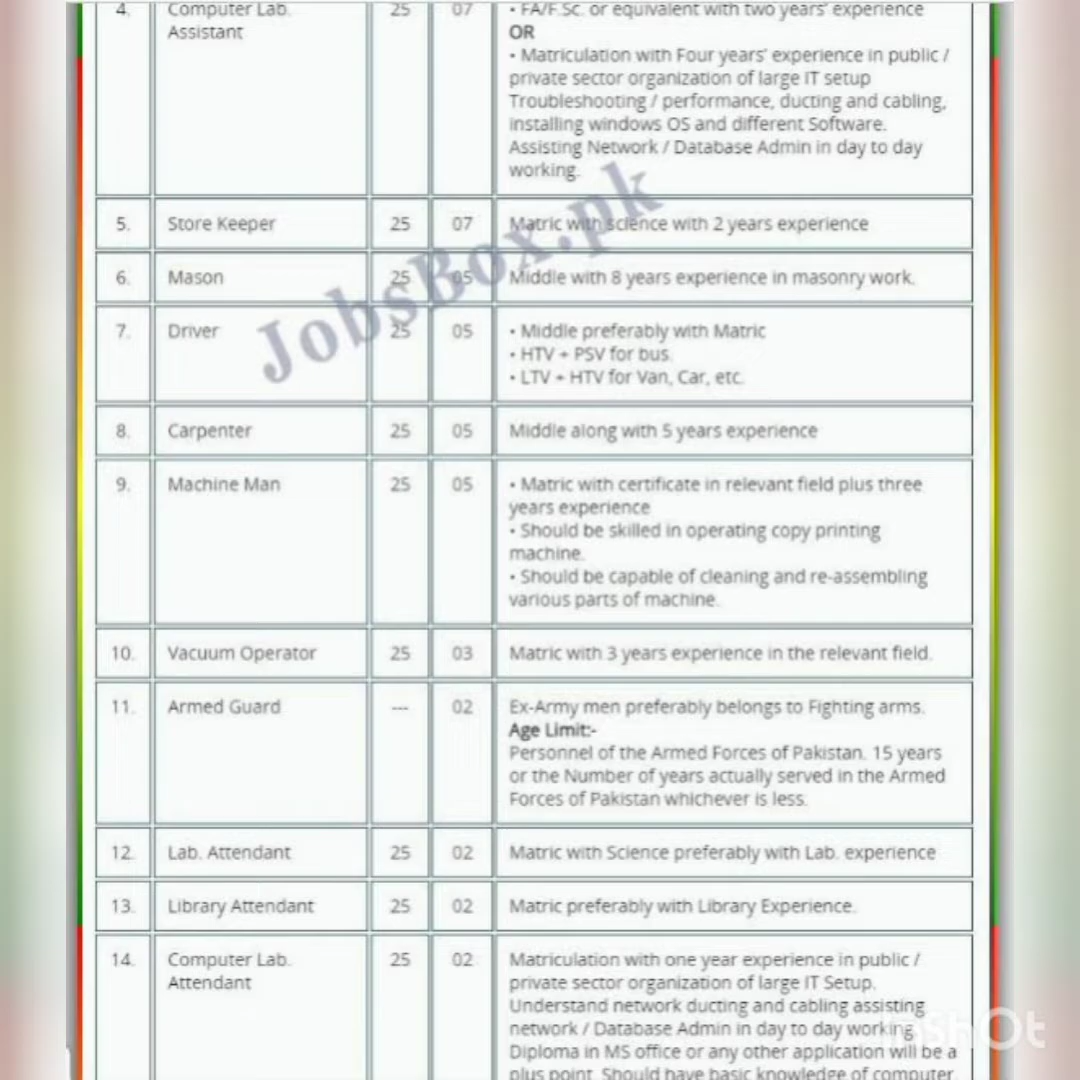 4. Computer Lab. Assistant 25 07 • FA/F.Sc. or equivalent with two years' experience
OR
• Matriculation with Four years' experience in public /
private sector organization of large IT setup
Troubleshooting / performance, ducting and cabling,
installing windows OS and different Software.
Assisting Network / Database Admin in day to day
working.
5. Store Keeper 25 07 Matric with science with 2 years experience
6. Mason 25 05 Middle with 8 years experience in masonry work.
7. Driver 25 05 • Middle preferably with Matric
• HTV + PSV for bus.
• LTV + HTV for Van, Car, etc.
8. Carpenter 25 05 Middle along with 5 years experience
9. Machine Man 25 05 • Matric with certificate in relevant field plus three
years experience
• Should be skilled in operating copy printing
machine.
• Should be capable of cleaning and re-assembling
various parts of machine.
10. Vacuum Operator 25 03 Matric with 3 years experience in the relevant field.
11. Armed Guard --- 02 Ex-Army men preferably belongs to Fighting arms.
Age Limit:-
Personnel of the Armed Forces of Pakistan. 15 years
or the Number of years actually served in the Armed
Forces of Pakistan whichever is less.
12. Lab. Attendant 25 02 Matric with Science preferably with Lab. experience
13. Library Attendant 25 02 Matric preferably with Library Experience.
14. Computer Lab. Attendant 25 02 Matriculation with one year experience in public /
private sector organization of large IT Setup.
Understand network ducting and cabling assisting
network / Database Admin in day to day working.
Diploma in MS office or any other application will be a
plus point. Should have basic knowledge of computer,
JobsBox.pk
InShOt